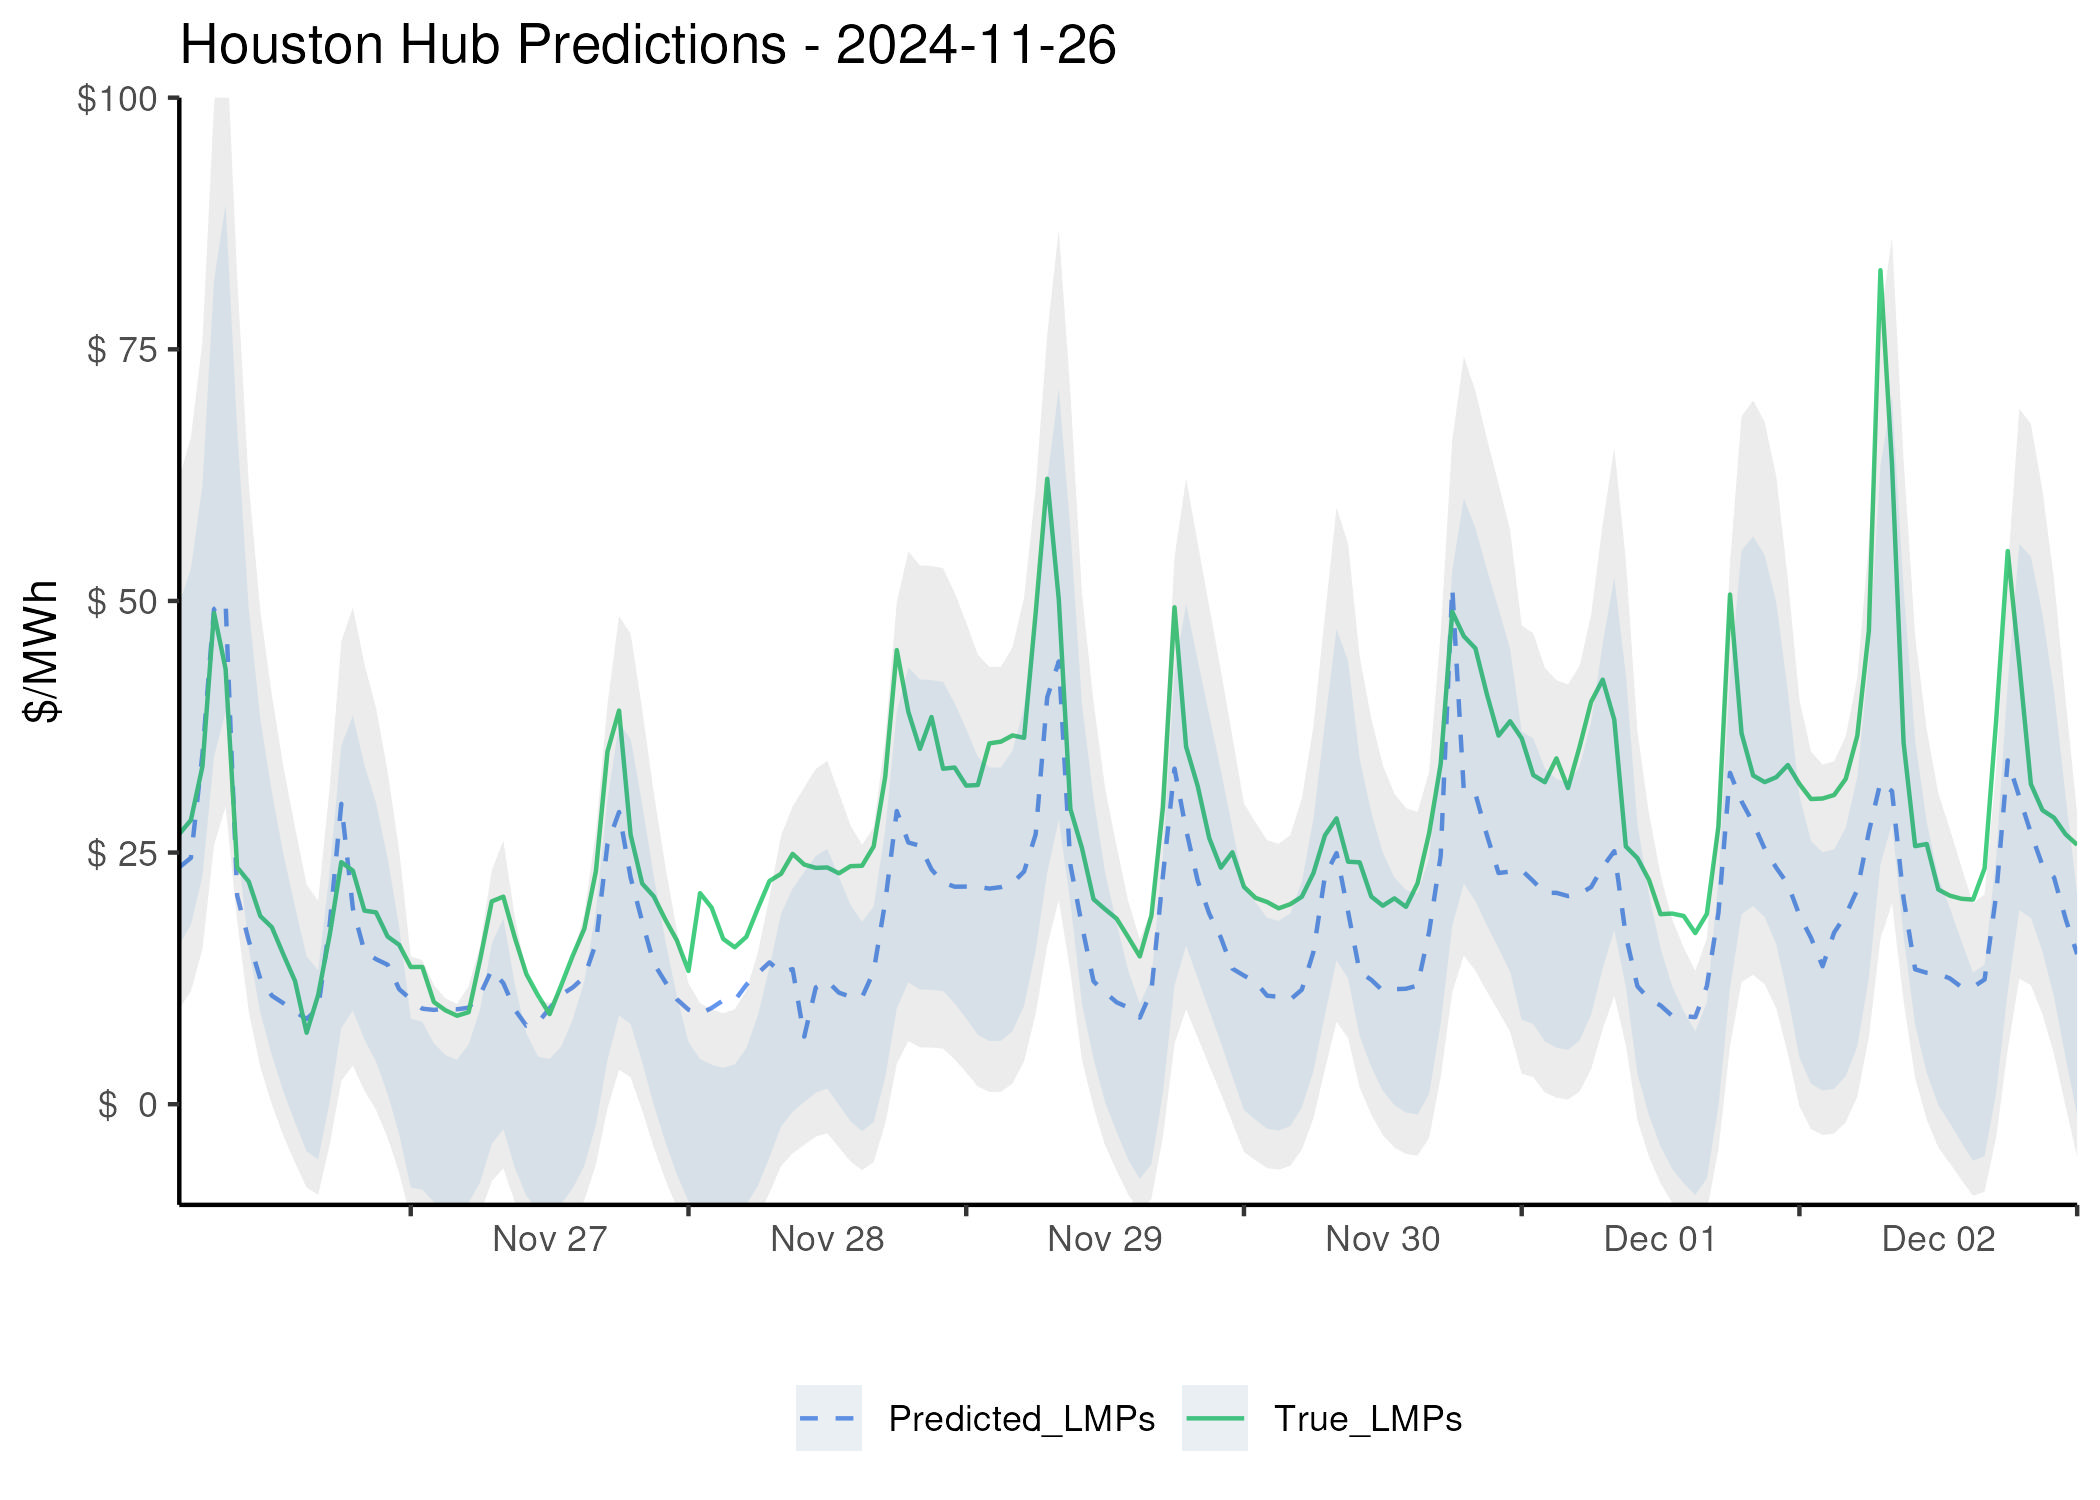 Houston Hub Predictions - 2024-11-26
$100
$ 75
$ 50
$ 25
$ 0
$/MWh
Nov 27 Nov 28 Nov 29 Nov 30 Dec 01 Dec 02
Predicted_LMPs True_LMPs